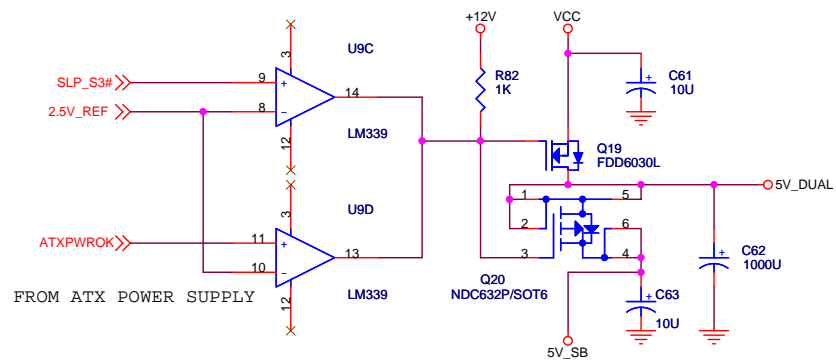 +12V
VCC
U9C
3
SLP_S3#
9
+
14
R82
1K
+
C61
10U
2.5V_REF
8
−
12
LM339
Q19
FDD6030L
U9D
3
1
5
5V_DUAL
2
6
ATXPWROK
11
+
13
3
4
+
C62
1000U
10
−
Q20
NDC632P/SOT6
FROM ATX POWER SUPPLY
12
LM339
+
C63
10U
5V_SB